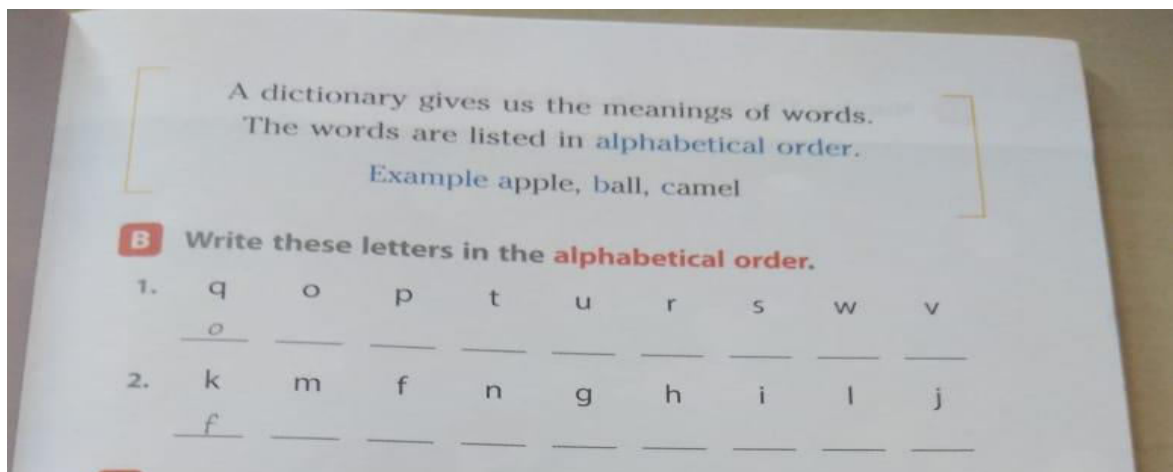 A dictionary gives us the meanings of words.
The words are listed in alphabetical order.
Example apple, ball, camel
B Write these letters in the alphabetical order.
1. q o p t u r s w v
o
2. k m f n g h i l j
f